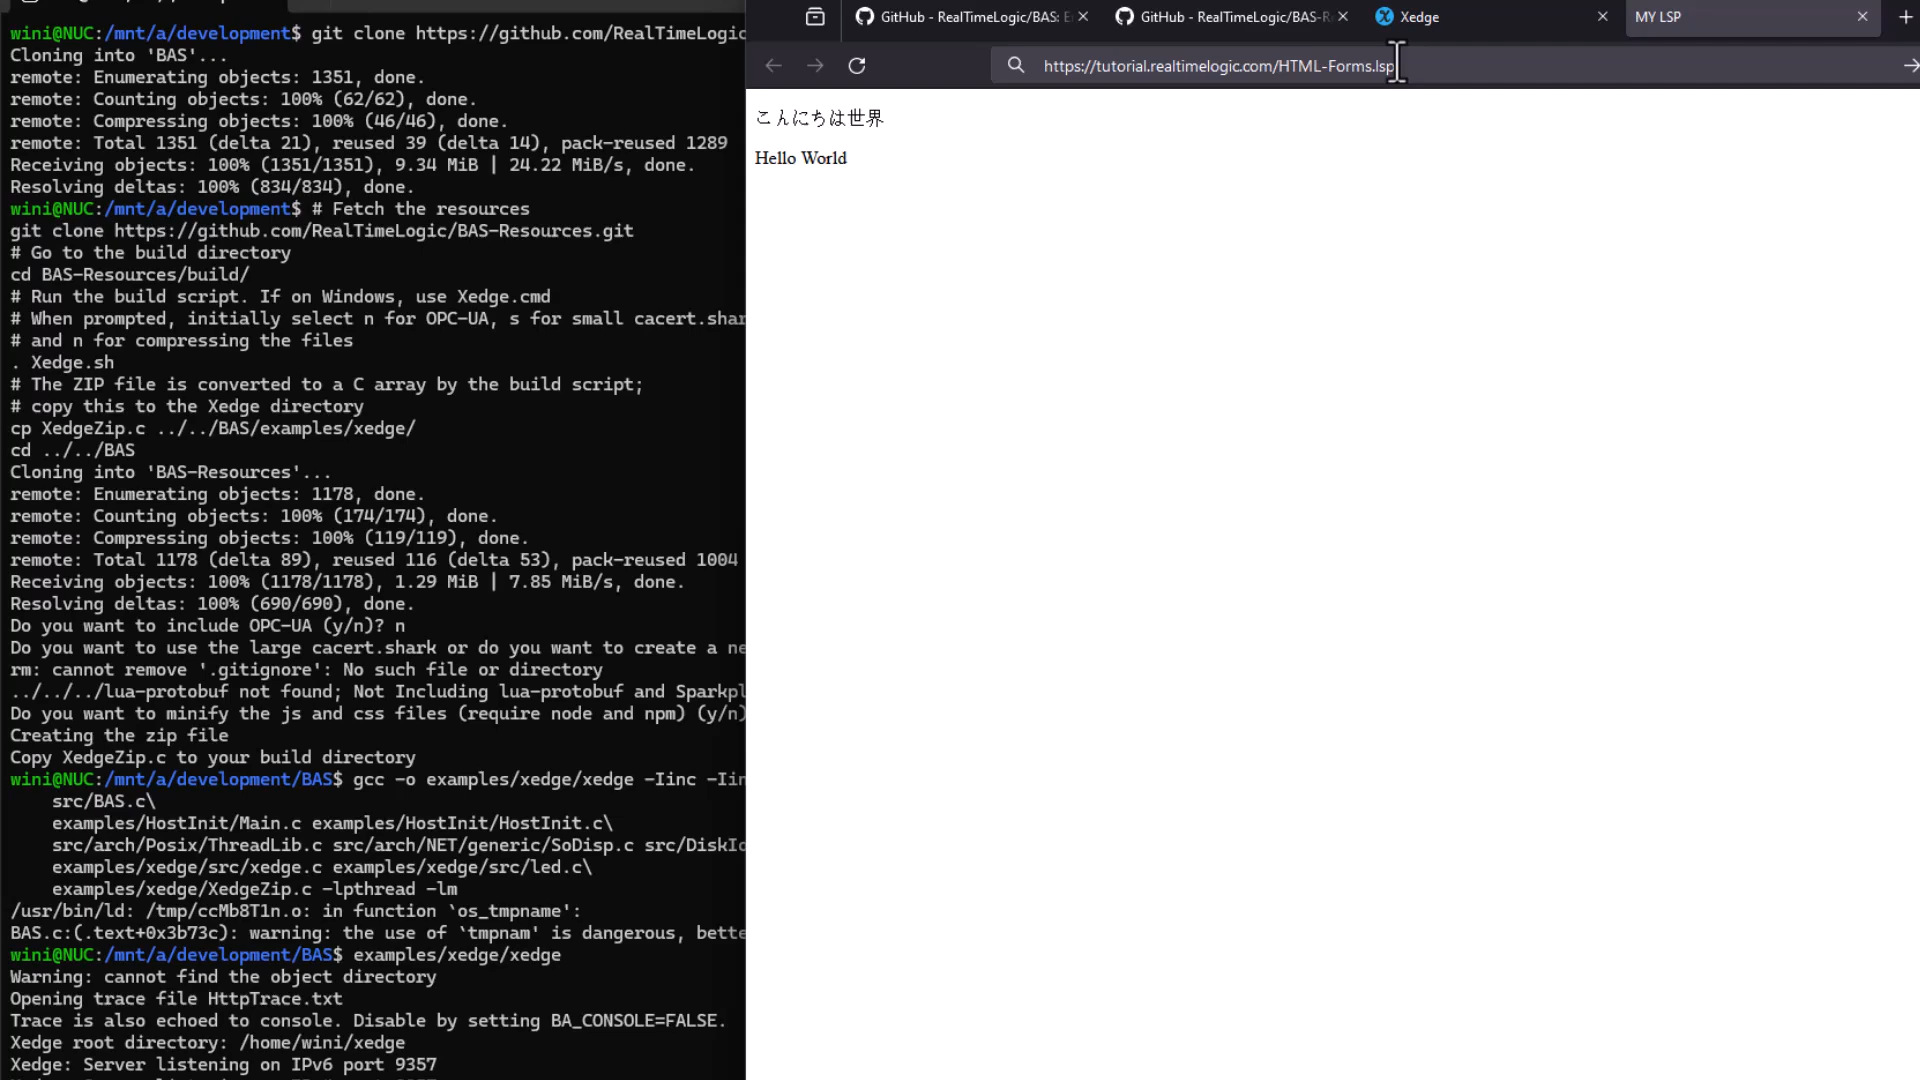 wini@NUC:/mnt/a/development$ git clone https://github.com/RealTimeLogic
Cloning into 'BAS'...
remote: Enumerating objects: 1351, done.
remote: Counting objects: 100% (62/62), done.
remote: Compressing objects: 100% (46/46), done.
remote: Total 1351 (delta 21), reused 39 (delta 14), pack-reused 1289
Receiving objects: 100% (1351/1351), 9.34 MiB | 24.22 MiB/s, done.
Resolving deltas: 100% (834/834), done.
wini@NUC:/mnt/a/development$ # Fetch the resources
git clone https://github.com/RealTimeLogic/BAS-Resources.git
# Go to the build directory
cd BAS-Resources/build/
# Run the build script. If on Windows, use Xedge.cmd
# When prompted, initially select n for OPC-UA, s for small cacert.shar
# and n for compressing the files
. Xedge.sh
# The ZIP file is converted to a C array by the build script;
# copy this to the Xedge directory
cp XedgeZip.c ../../BAS/examples/xedge/
cd ../../BAS
Cloning into 'BAS-Resources'...
remote: Enumerating objects: 1178, done.
remote: Counting objects: 100% (174/174), done.
remote: Compressing objects: 100% (119/119), done.
remote: Total 1178 (delta 89), reused 116 (delta 53), pack-reused 1004
Receiving objects: 100% (1178/1178), 1.29 MiB | 7.85 MiB/s, done.
Resolving deltas: 100% (690/690), done.
Do you want to include OPC-UA (y/n)? n
Do you want to use the large cacert.shark or do you want to create a ne
rm: cannot remove '.gitignore': No such file or directory
../../../lua-protobuf not found; Not Including lua-protobuf and Sparkpl
Do you want to minify the js and css files (require node and npm) (y/n)
Creating the zip file
Copy XedgeZip.c to your build directory
wini@NUC:/mnt/a/development/BAS$ gcc -o examples/xedge/xedge -Iinc -Iin
src/BAS.c\
examples/HostInit/Main.c examples/HostInit/HostInit.c\
src/arch/Posix/ThreadLib.c src/arch/NET/generic/SoDisp.c src/DiskIo
examples/xedge/src/xedge.c examples/xedge/src/led.c\
examples/xedge/XedgeZip.c -lpthread -lm
/usr/bin/ld: /tmp/ccMb8T1n.o: in function `os_tmpname':
BAS.c:(.text+0x3b73c): warning: the use of `tmpnam' is dangerous, bette
wini@NUC:/mnt/a/development/BAS$ examples/xedge/xedge
Warning: cannot find the object directory
Opening trace file HttpTrace.txt
Trace is also echoed to console. Disable by setting BA_CONSOLE=FALSE.
Xedge root directory: /home/wini/xedge
Xedge: Server listening on IPv6 port 9357
GitHub - RealTimeLogic/BAS: E
GitHub - RealTimeLogic/BAS-R
Xedge
MY LSP
https://tutorial.realtimelogic.com/HTML-Forms.lsp
こんにちは世界
Hello World